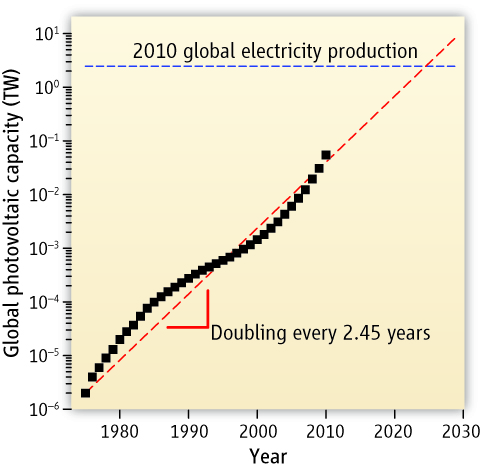 Global photovoltaic capacity (TW)
10¹
10⁰
10⁻¹
10⁻²
10⁻³
10⁻⁴
10⁻⁵
10⁻⁶
2010 global electricity production
Doubling every 2.45 years
1980 1990 2000 2010 2020 2030
Year